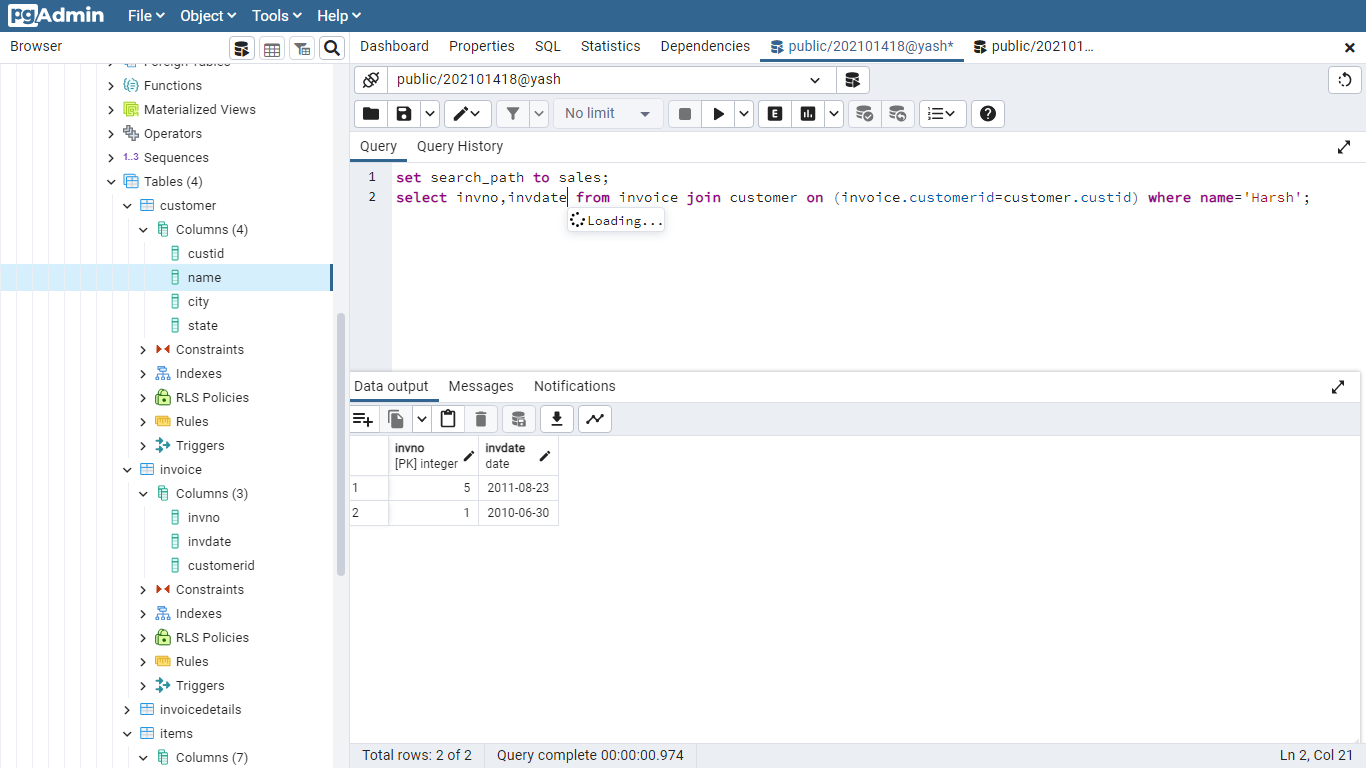 pgAdmin File Object Tools Help
Browser
Dashboard Properties SQL Statistics Dependencies public/202101418@yash* public/202101...
Foreign Tables
Functions
Materialized Views
Operators
1..3 Sequences
Tables (4)
customer
Columns (4)
custid
name
city
state
Constraints
Indexes
RLS Policies
Rules
Triggers
invoice
Columns (3)
invno
invdate
customerid
Constraints
Indexes
RLS Policies
Rules
Triggers
invoicedetails
items
Columns (7)
public/202101418@yash
No limit
E
Query Query History
1 set search_path to sales;
2 select invno,invdate from invoice join customer on (invoice.customerid=customer.custid) where name='Harsh';
Loading...
Data output Messages Notifications
invno invdate
[PK] integer date
1 5 2011-08-23
2 1 2010-06-30
Total rows: 2 of 2 Query complete 00:00:00.974 Ln 2, Col 21